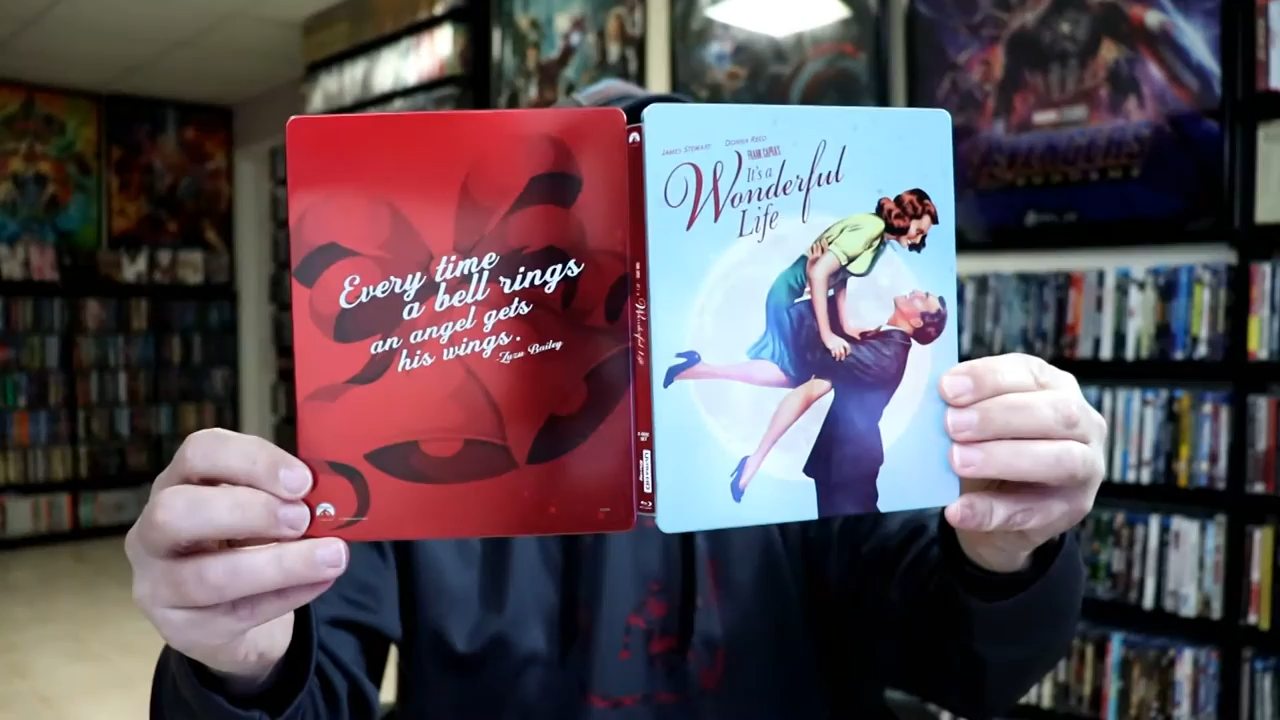 Every time
a bell rings
an angel gets
his wings.
-Zuzu Bailey
JAMES STEWART DONNA REED
FRANK CAPRA'S
It's a
Wonderful
Life